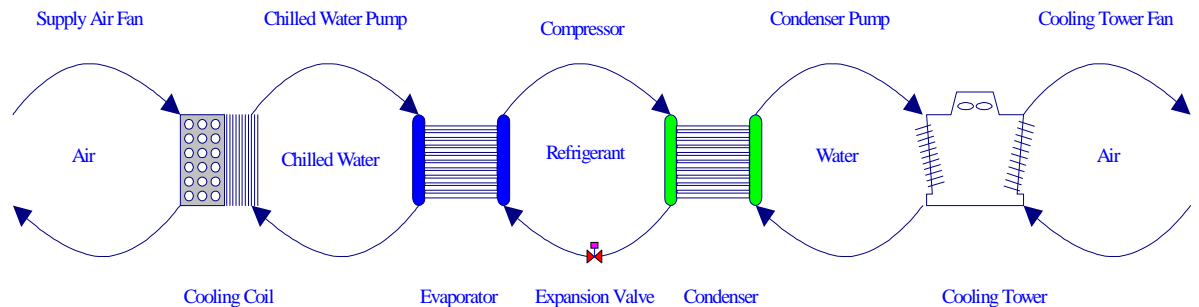 Supply Air Fan
Chilled Water Pump
Compressor
Condenser Pump
Cooling Tower Fan
Air
Chilled Water
Refrigerant
Water
Air
Cooling Coil
Evaporator
Expansion Valve
Condenser
Cooling Tower